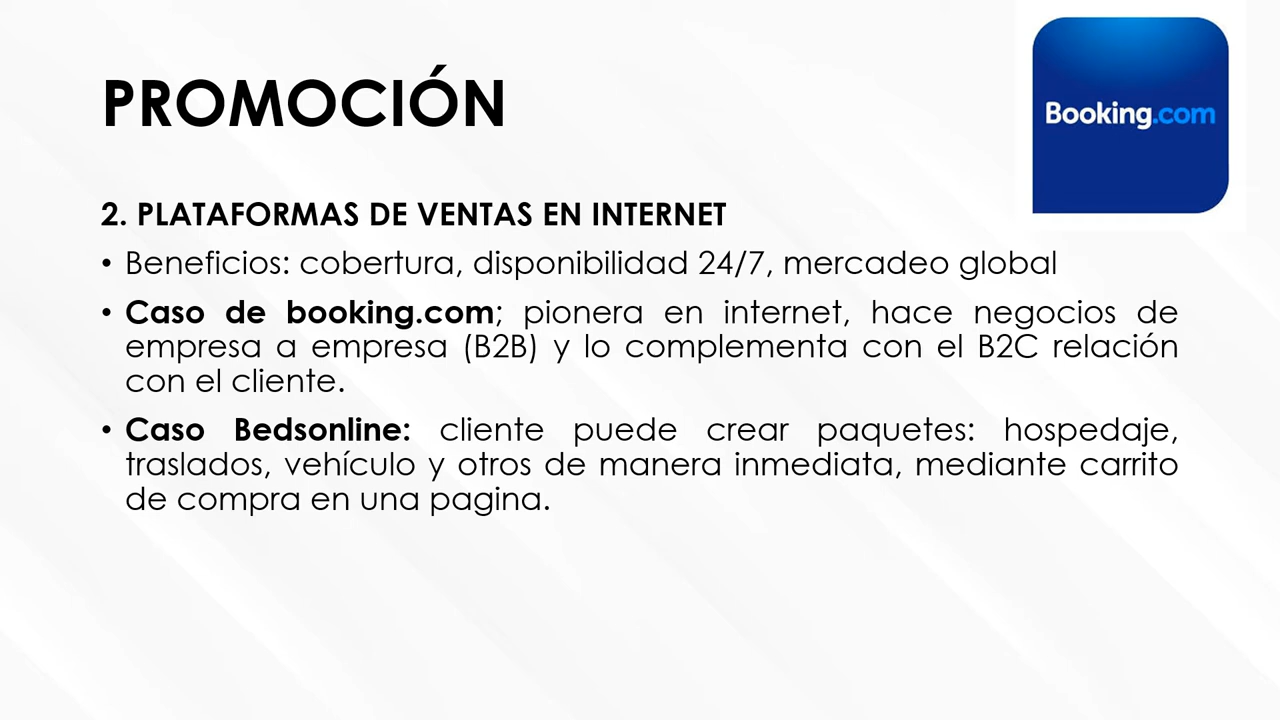 Booking.com
PROMOCIÓN
2. PLATAFORMAS DE VENTAS EN INTERNET
• Beneficios: cobertura, disponibilidad 24/7, mercadeo global
• Caso de booking.com; pionera en internet, hace negocios de
empresa a empresa (B2B) y lo complementa con el B2C relación
con el cliente.
• Caso Bedsonline: cliente puede crear paquetes: hospedaje,
traslados, vehículo y otros de manera inmediata, mediante carrito
de compra en una pagina.